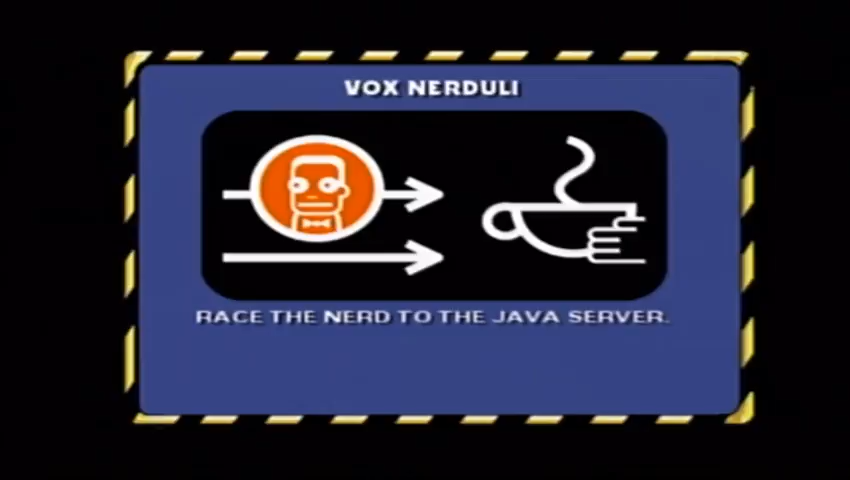 VOX NERDULI
RACE THE NERD TO THE JAVA SERVER.